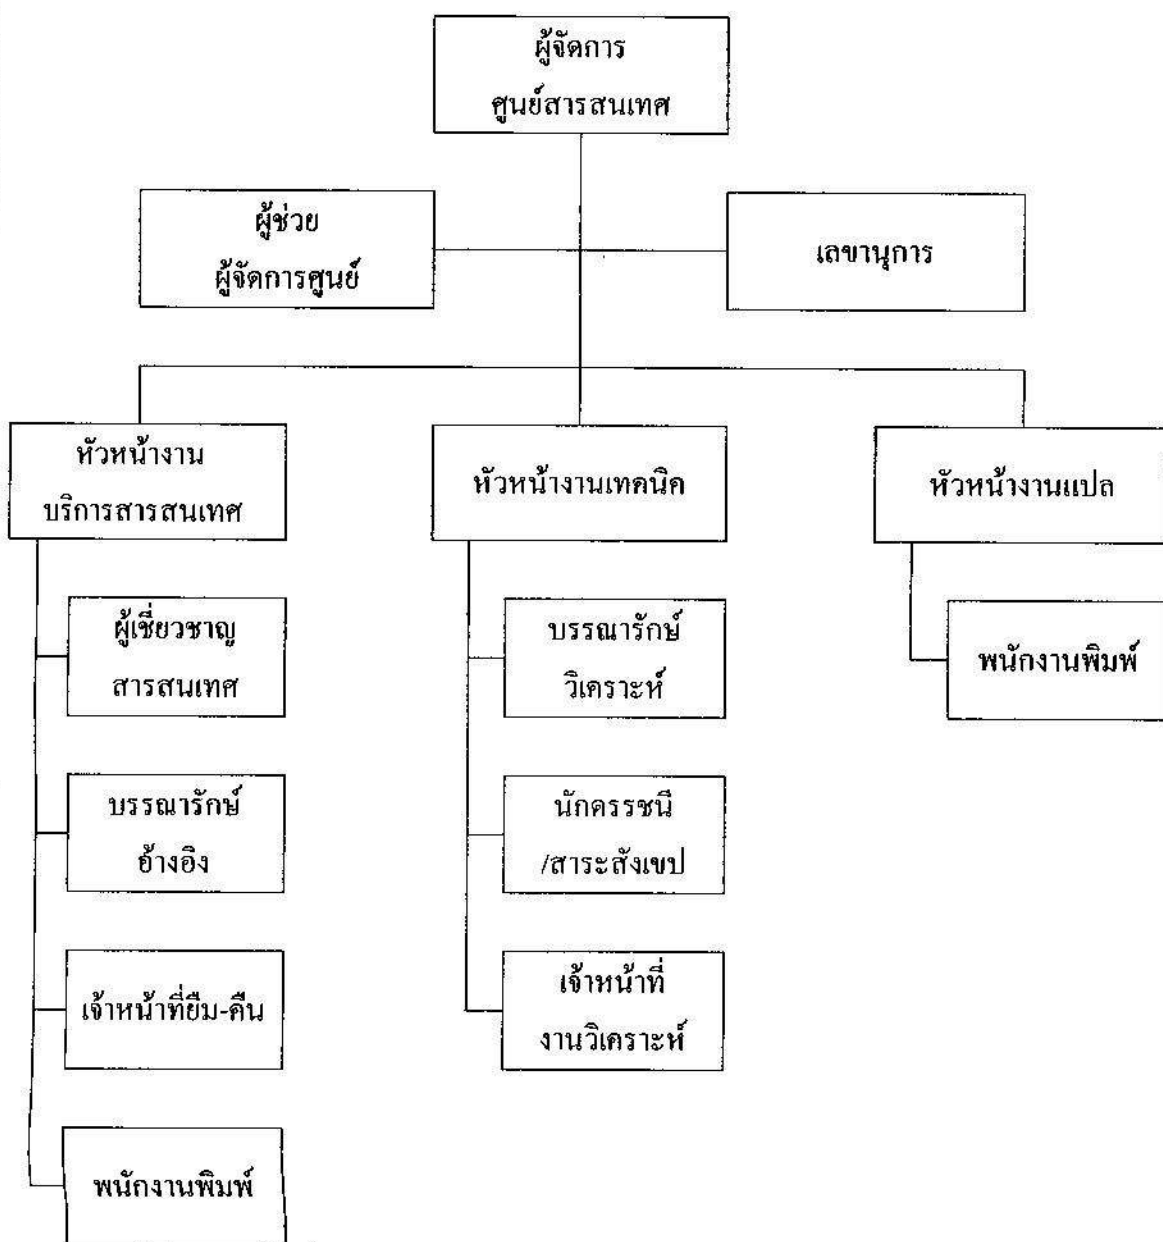 ผู้จัดการ
ศูนย์สารสนเทศ
ผู้ช่วย
ผู้จัดการศูนย์
เลขานุการ
หัวหน้างาน
บริการสารสนเทศ
หัวหน้างานเทคนิค
หัวหน้างานแปล
ผู้เชี่ยวชาญ
สารสนเทศ
บรรณารักษ์
วิเคราะห์
พนักงานพิมพ์
บรรณารักษ์
อ้างอิง
นักดรรชนี
/สาระสังเขป
เจ้าหน้าที่ยืม-คืน
เจ้าหน้าที่
งานวิเคราะห์
พนักงานพิมพ์